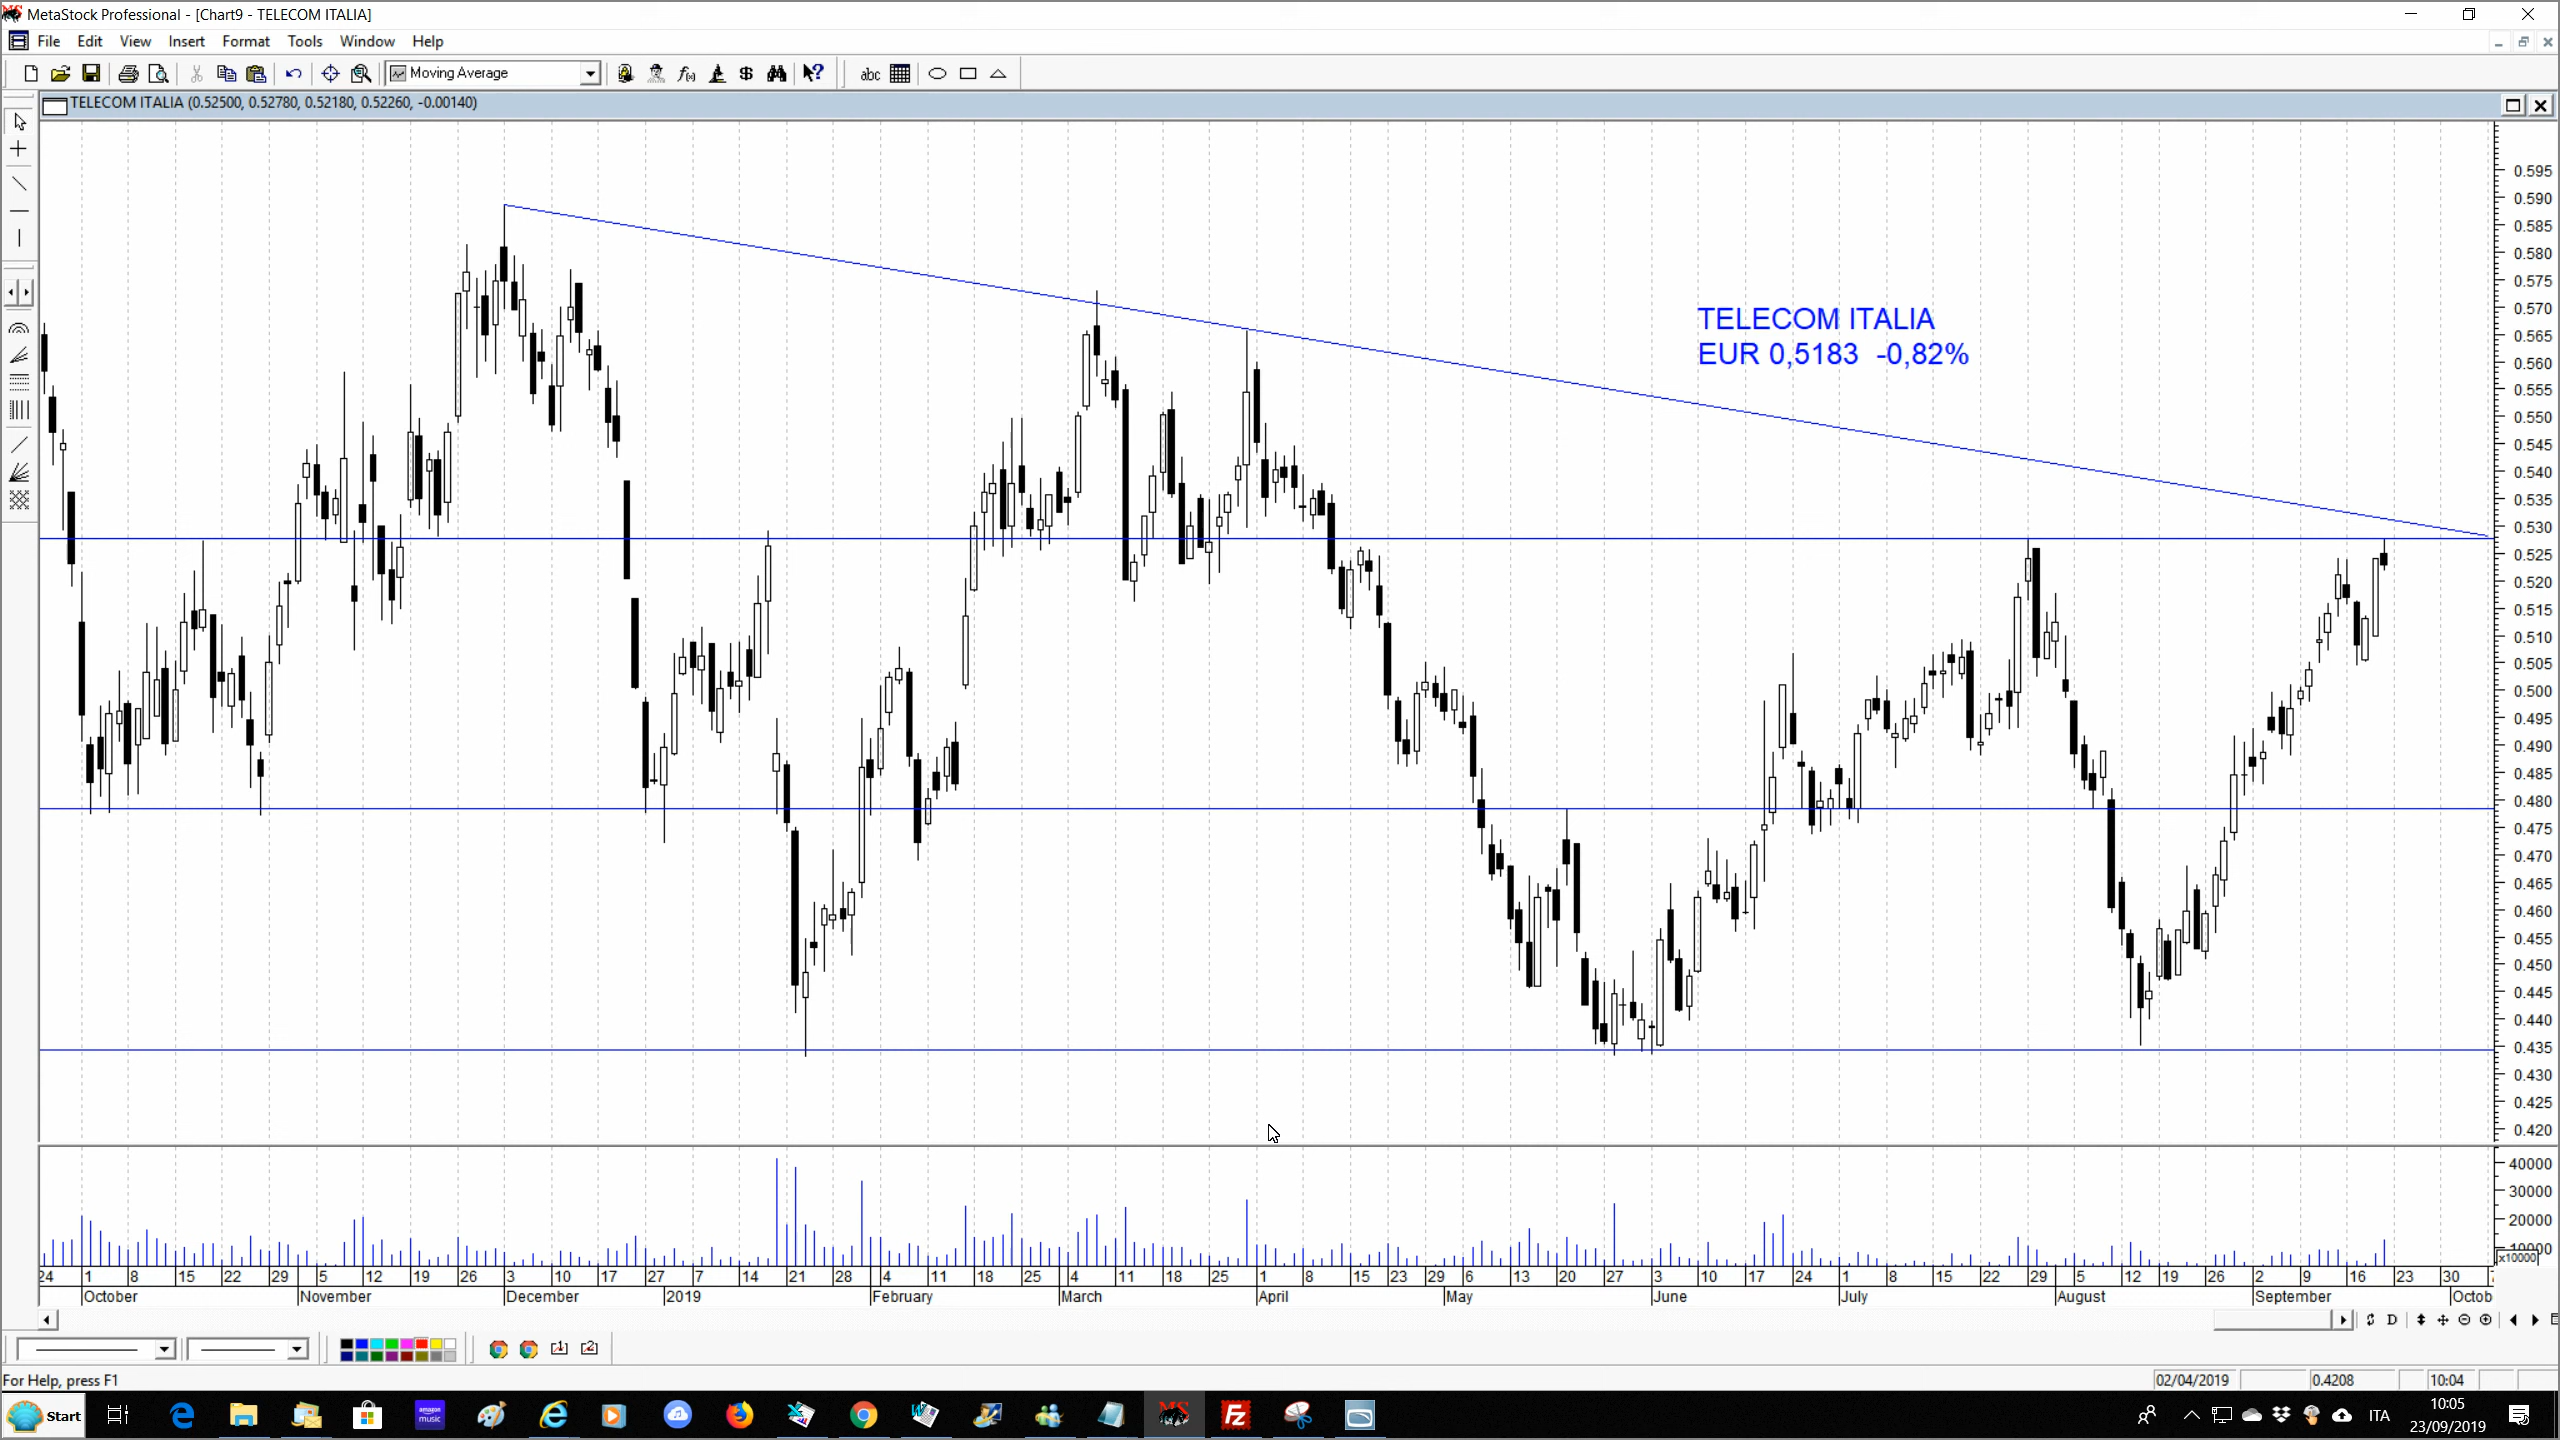 MetaStock Professional - [Chart9 - TELECOM ITALIA]
File Edit View Insert Format Tools Window Help
Moving Average
abc
TELECOM ITALIA (0.52500, 0.52780, 0.52180, 0.52260, -0.00140)
TELECOM ITALIA
EUR 0,5183 -0,82%
0.595
0.590
0.585
0.580
0.575
0.570
0.565
0.560
0.555
0.550
0.545
0.540
0.535
0.530
0.525
0.520
0.515
0.510
0.505
0.500
0.495
0.490
0.485
0.480
0.475
0.470
0.465
0.460
0.455
0.450
0.445
0.440
0.435
0.430
0.425
0.420
40000
30000
20000
10000
x10000
24 1 8 15 22 29 5 12 19 26 3 10 17 27 7 14 21 28 4 11 18 25 4 11 18 25 1 8 15 23 29 6 13 20 27 3 10 17 24 1 8 15 22 29 5 12 19 26 2 9 16 23 30
October November December 2019 February March April May June July August September Octob
D
For Help, press F1
02/04/2019 0.4208 10:04
Start
amazon music
MS
Fz
ITA
10:05
23/09/2019